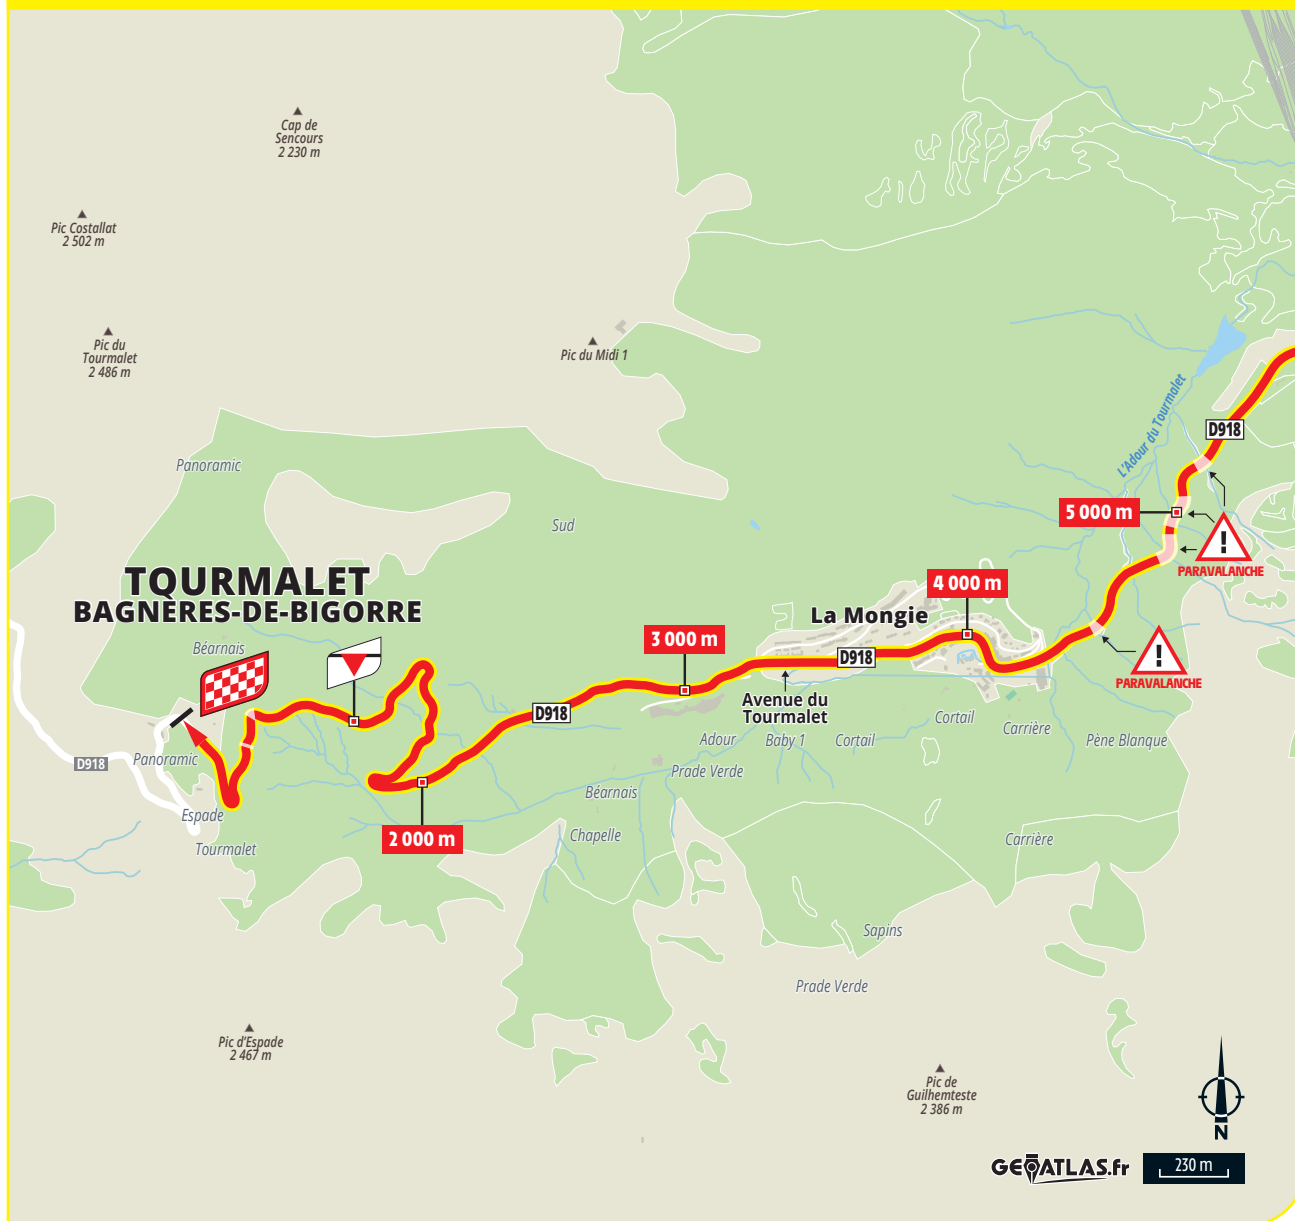 Cap de
Sencours
2 230 m
Pic Costallat
2 502 m
Pic du
Tourmalet
2 486 m
Pic du Midi 1
L'Adour du Tourmalet
D918
Panoramic
Sud
5 000 m
!
PARAVALANCHE
TOURMALET
BAGNÈRES-DE-BIGORRE
4 000 m
La Mongie
3 000 m
Béarnais
D918
!
PARAVALANCHE
Avenue du
Tourmalet
D918
Cortail
Carrière
Adour
Baby 1
Cortail
Pène Blanque
D918
Panoramic
Prade Verde
Béarnais
Espade
2 000 m
Chapelle
Carrière
Tourmalet
Sapins
Prade Verde
Pic d'Espade
2 467 m
Pic de
Guilhemteste
2 386 m
N
GEOATLAS.fr
230 m